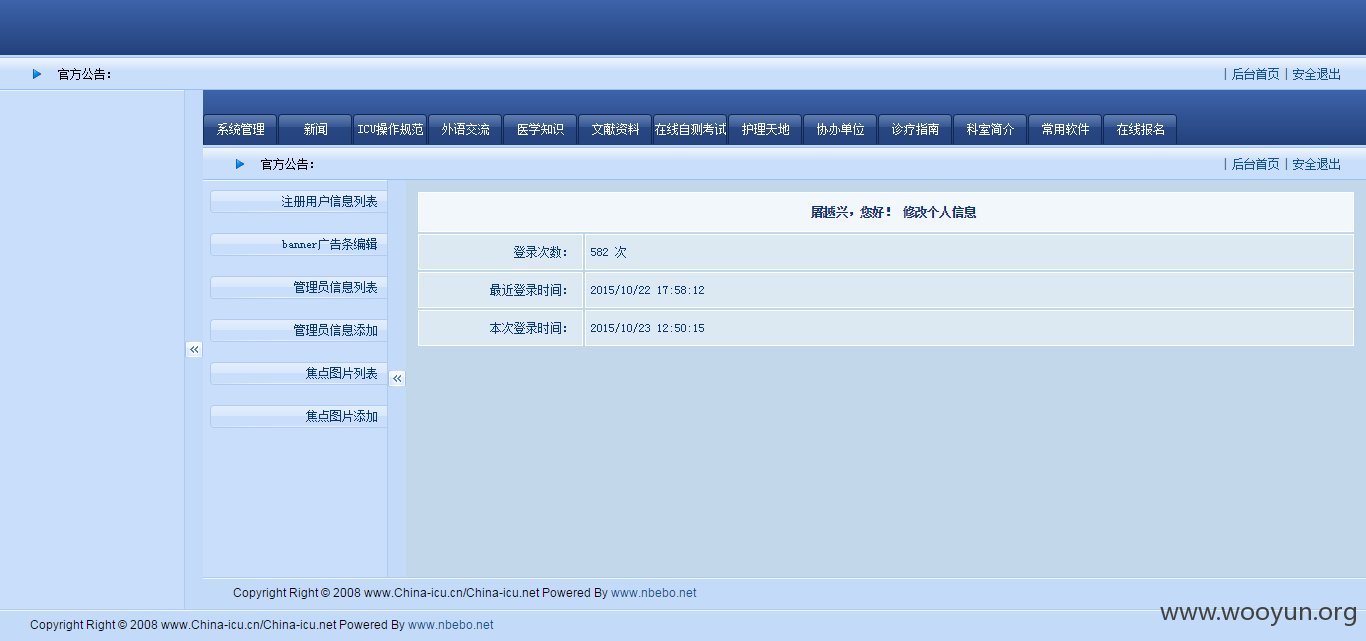 官方公告：
| 后台首页 | 安全退出
系统管理 新闻 ICU操作规范 外语交流 医学知识 文献资料 在线自测考试 护理天地 协办单位 诊疗指南 科室简介 常用软件 在线报名
官方公告：
| 后台首页 | 安全退出
注册用户信息列表
banner广告条编辑
管理员信息列表
管理员信息添加
焦点图片列表
焦点图片添加
屠越兴，您好！ 修改个人信息
登录次数： 582 次
最近登录时间： 2015/10/22 17:58:12
本次登录时间： 2015/10/23 12:50:15
Copyright Right © 2008 www.China-icu.cn/China-icu.net Powered By www.nbebo.net
www.wooyun.org
Copyright Right © 2008 www.China-icu.cn/China-icu.net Powered By www.nbebo.net